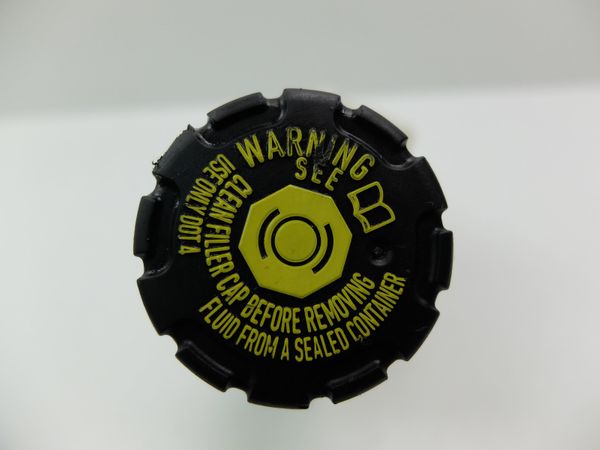 WARNING
SEE
CLEAN FILLER CAP BEFORE REMOVING
USE ONLY DOT 4
FLUID FROM A SEALED CONTAINER